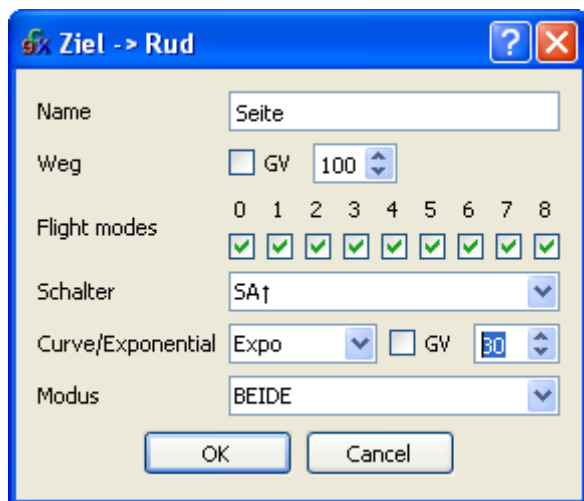 9x Ziel -> Rud
Name Seite
Weg GV 100
0 1 2 3 4 5 6 7 8
Flight modes
Schalter SA↑
Curve/Exponential Expo GV 30
Modus BEIDE
OK Cancel